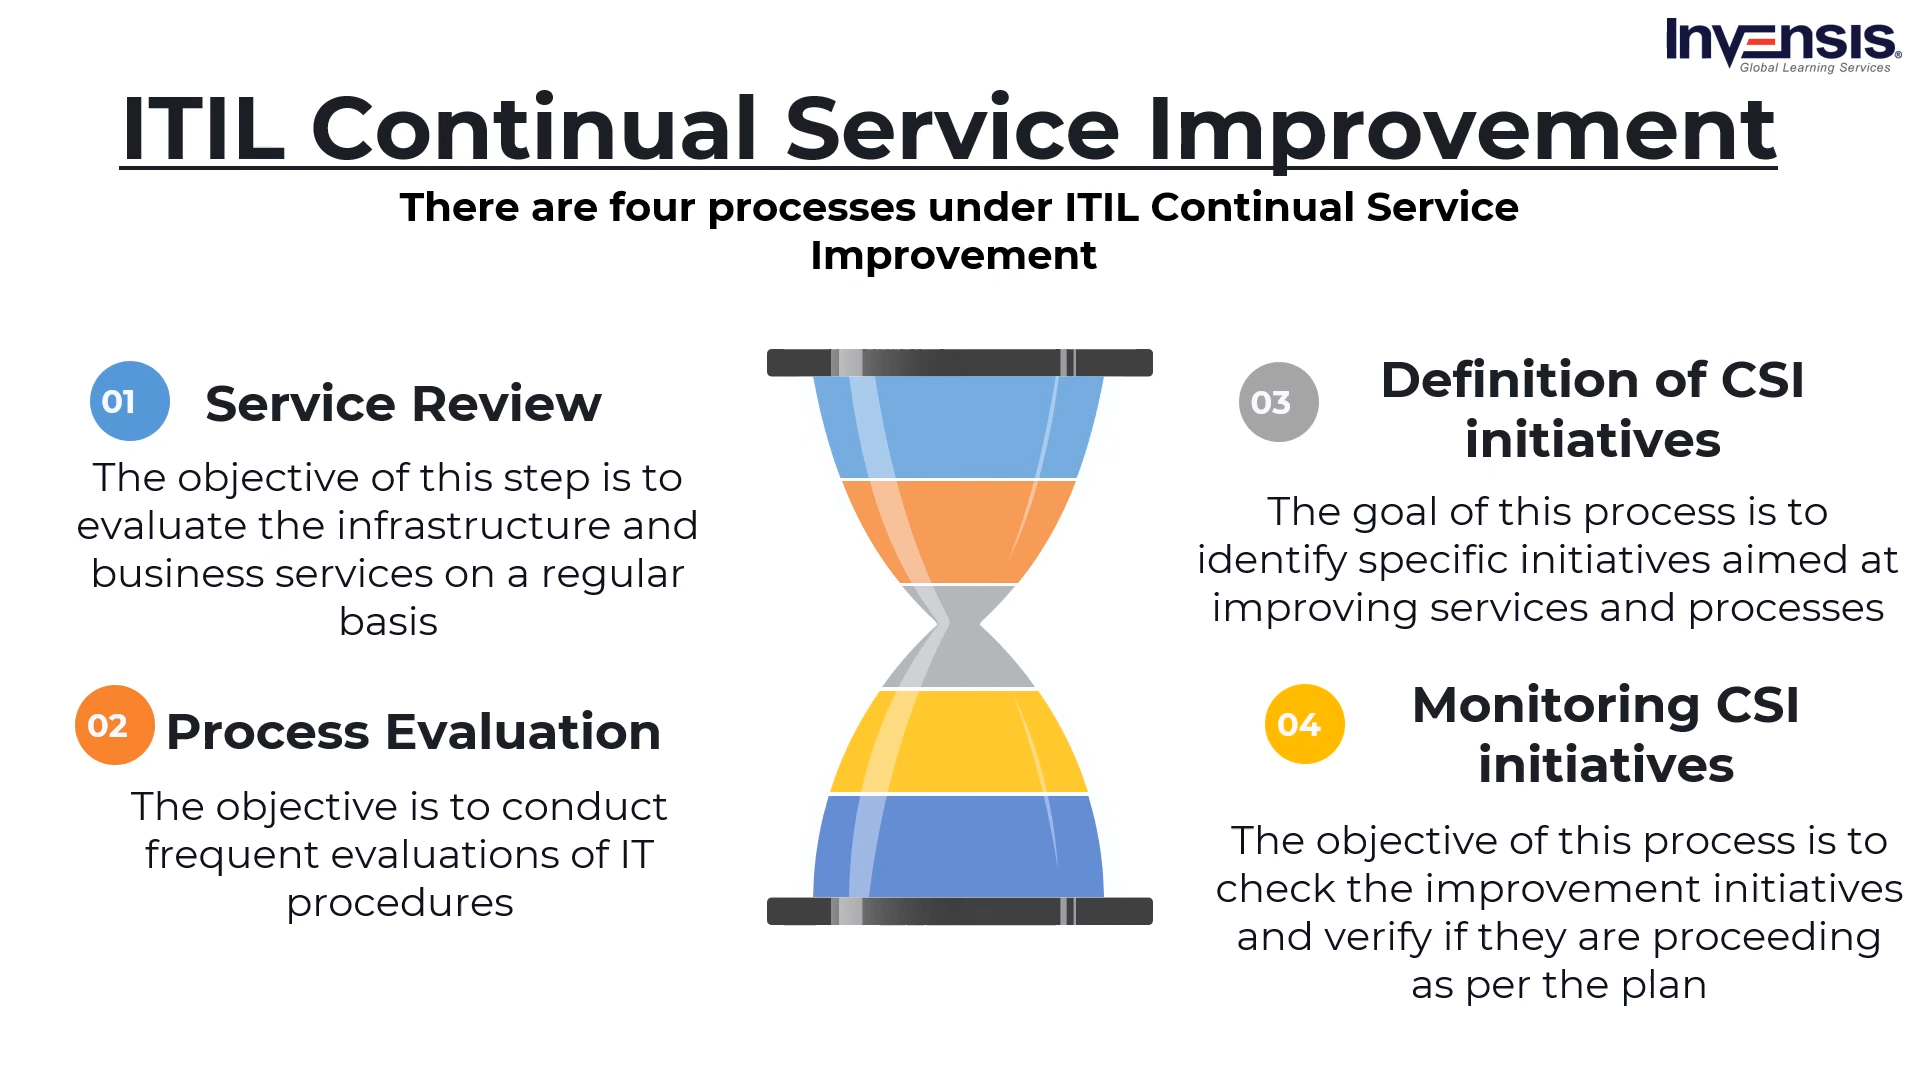 Invensis®
Global Learning Services
ITIL Continual Service Improvement
There are four processes under ITIL Continual Service
Improvement
01
Service Review
The objective of this step is to
evaluate the infrastructure and
business services on a regular
basis
02
Process Evaluation
The objective is to conduct
frequent evaluations of IT
procedures
03
Definition of CSI
initiatives
The goal of this process is to
identify specific initiatives aimed at
improving services and processes
04
Monitoring CSI
initiatives
The objective of this process is to
check the improvement initiatives
and verify if they are proceeding
as per the plan